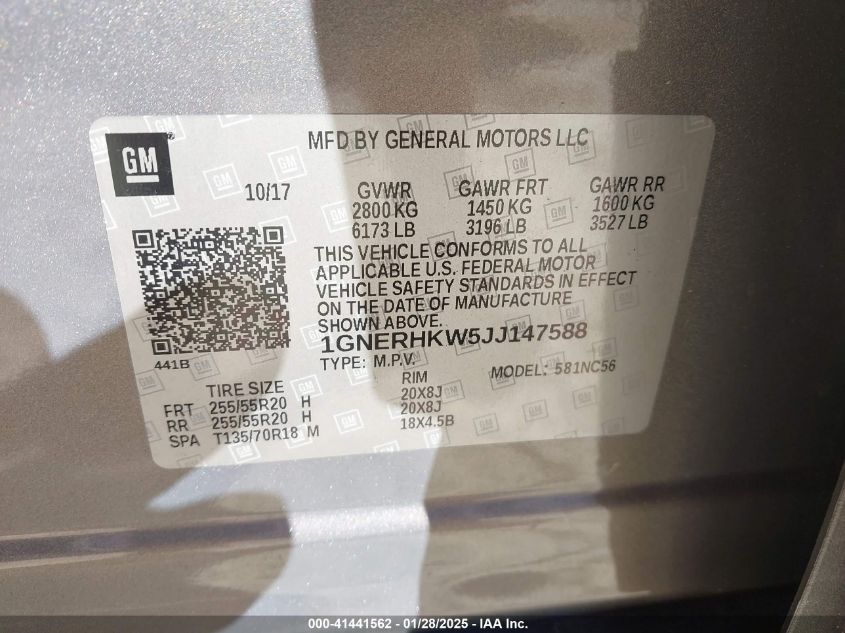 GM
MFD BY GENERAL MOTORS LLC
10/17 GVWR GAWR FRT GAWR RR
2800 KG 1450 KG 1600 KG
6173 LB 3196 LB 3527 LB
THIS VEHICLE CONFORMS TO ALL
APPLICABLE U.S. FEDERAL MOTOR
VEHICLE SAFETY STANDARDS IN EFFECT
ON THE DATE OF MANUFACTURE
SHOWN ABOVE.
1GNERHKW5JJ147588
441B TYPE: M.P.V. MODEL: 581NC56
TIRE SIZE RIM
FRT 255/55R20 H 20X8J
RR 255/55R20 H 20X8J
SPA T135/70R18 M 18X4.5B
000-41441562 - 01/28/2025 - IAA Inc.